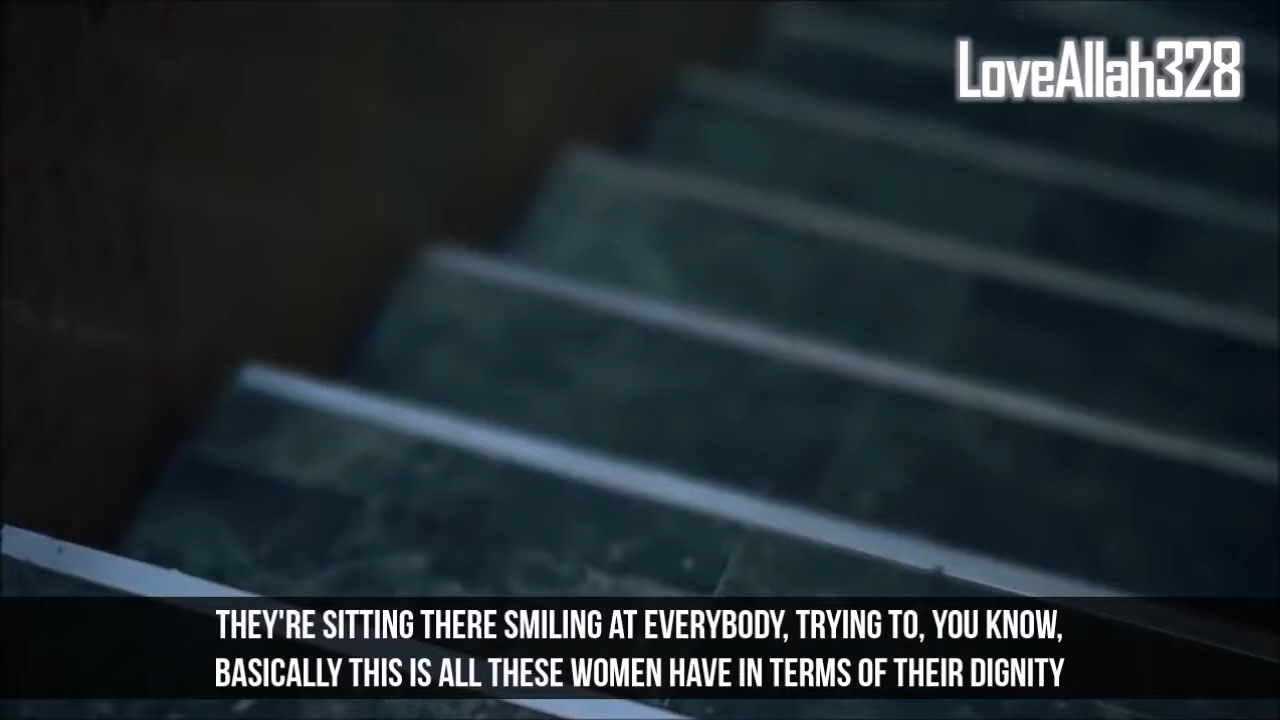 LoveAllah328
THEY'RE SITTING THERE SMILING AT EVERYBODY, TRYING TO, YOU KNOW,
BASICALLY THIS IS ALL THESE WOMEN HAVE IN TERMS OF THEIR DIGNITY